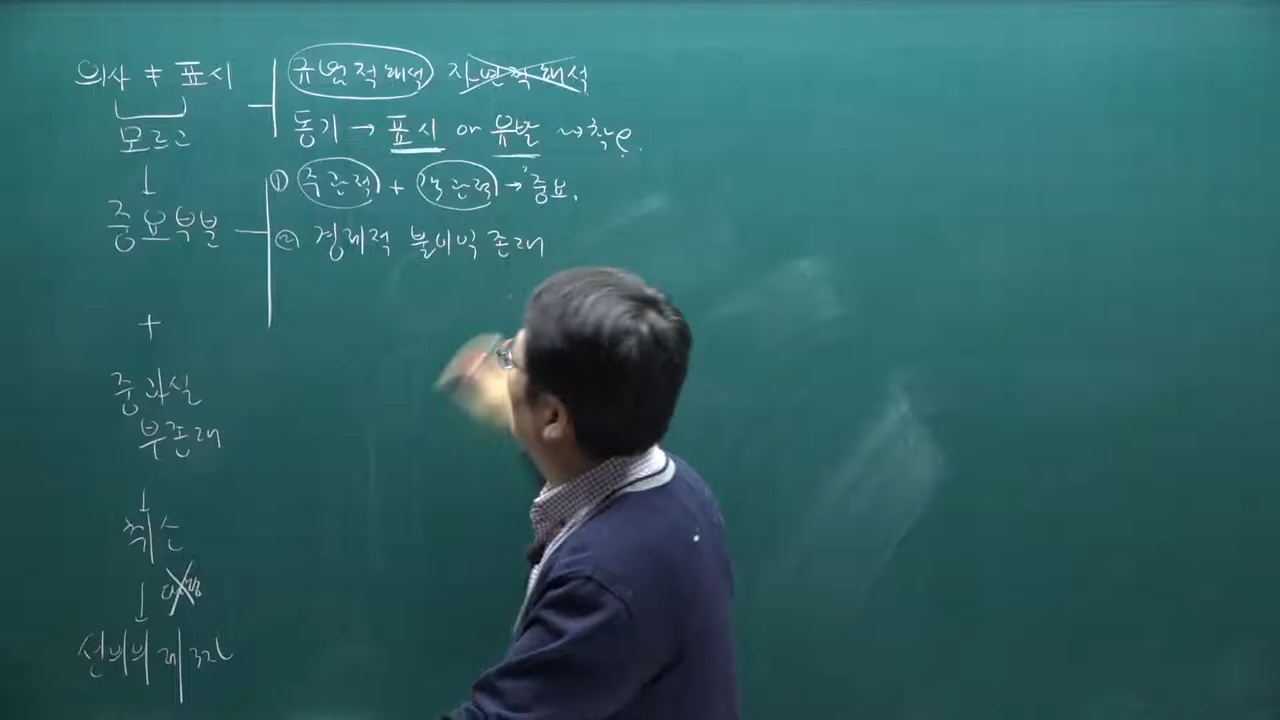 의사 ≠ 표시
모르고
↓
중요부분
+
중과실
부존재
↓
취소
↓ 대항
선의의 제3자
규범적해석 자연적해석
동기 → 표시 or 유발 ⇝ 착오.
① 주관적 + 객관적 → 중요.
② 경제적 불이익 존재